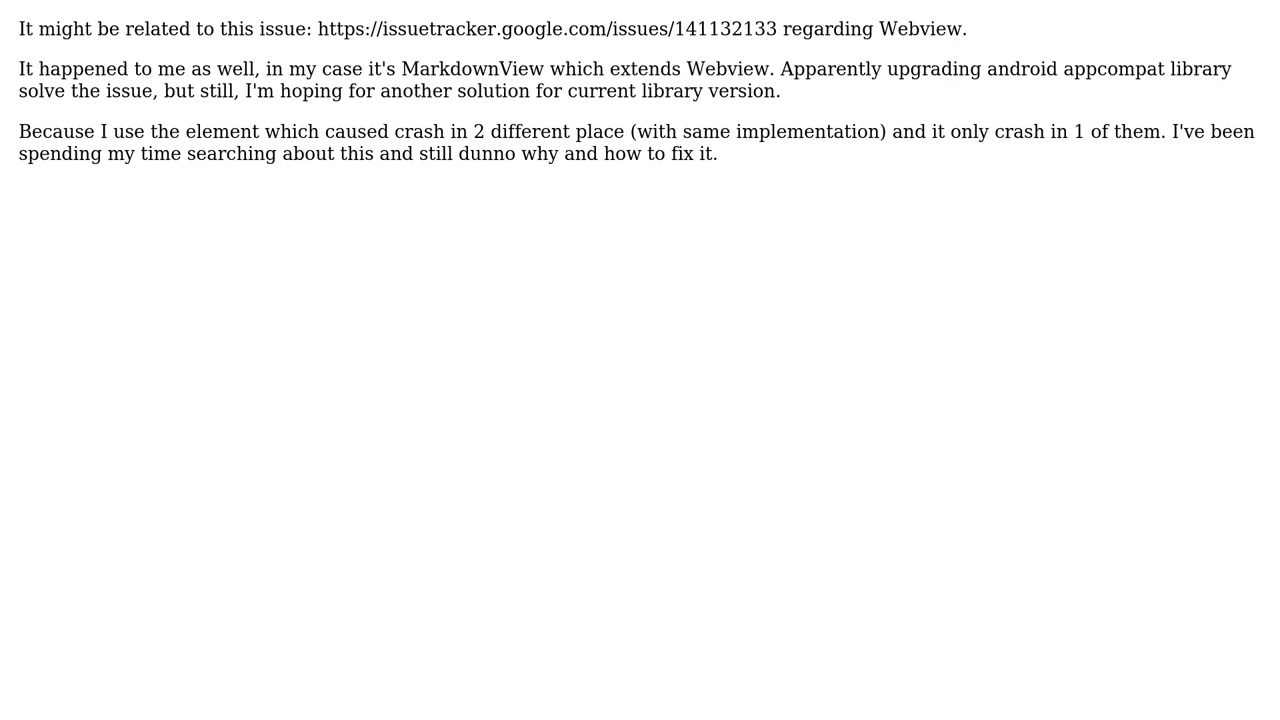 It might be related to this issue: https://issuetracker.google.com/issues/141132133 regarding Webview.
It happened to me as well, in my case it's MarkdownView which extends Webview. Apparently upgrading android appcompat library
solve the issue, but still, I'm hoping for another solution for current library version.
Because I use the element which caused crash in 2 different place (with same implementation) and it only crash in 1 of them. I've been
spending my time searching about this and still dunno why and how to fix it.